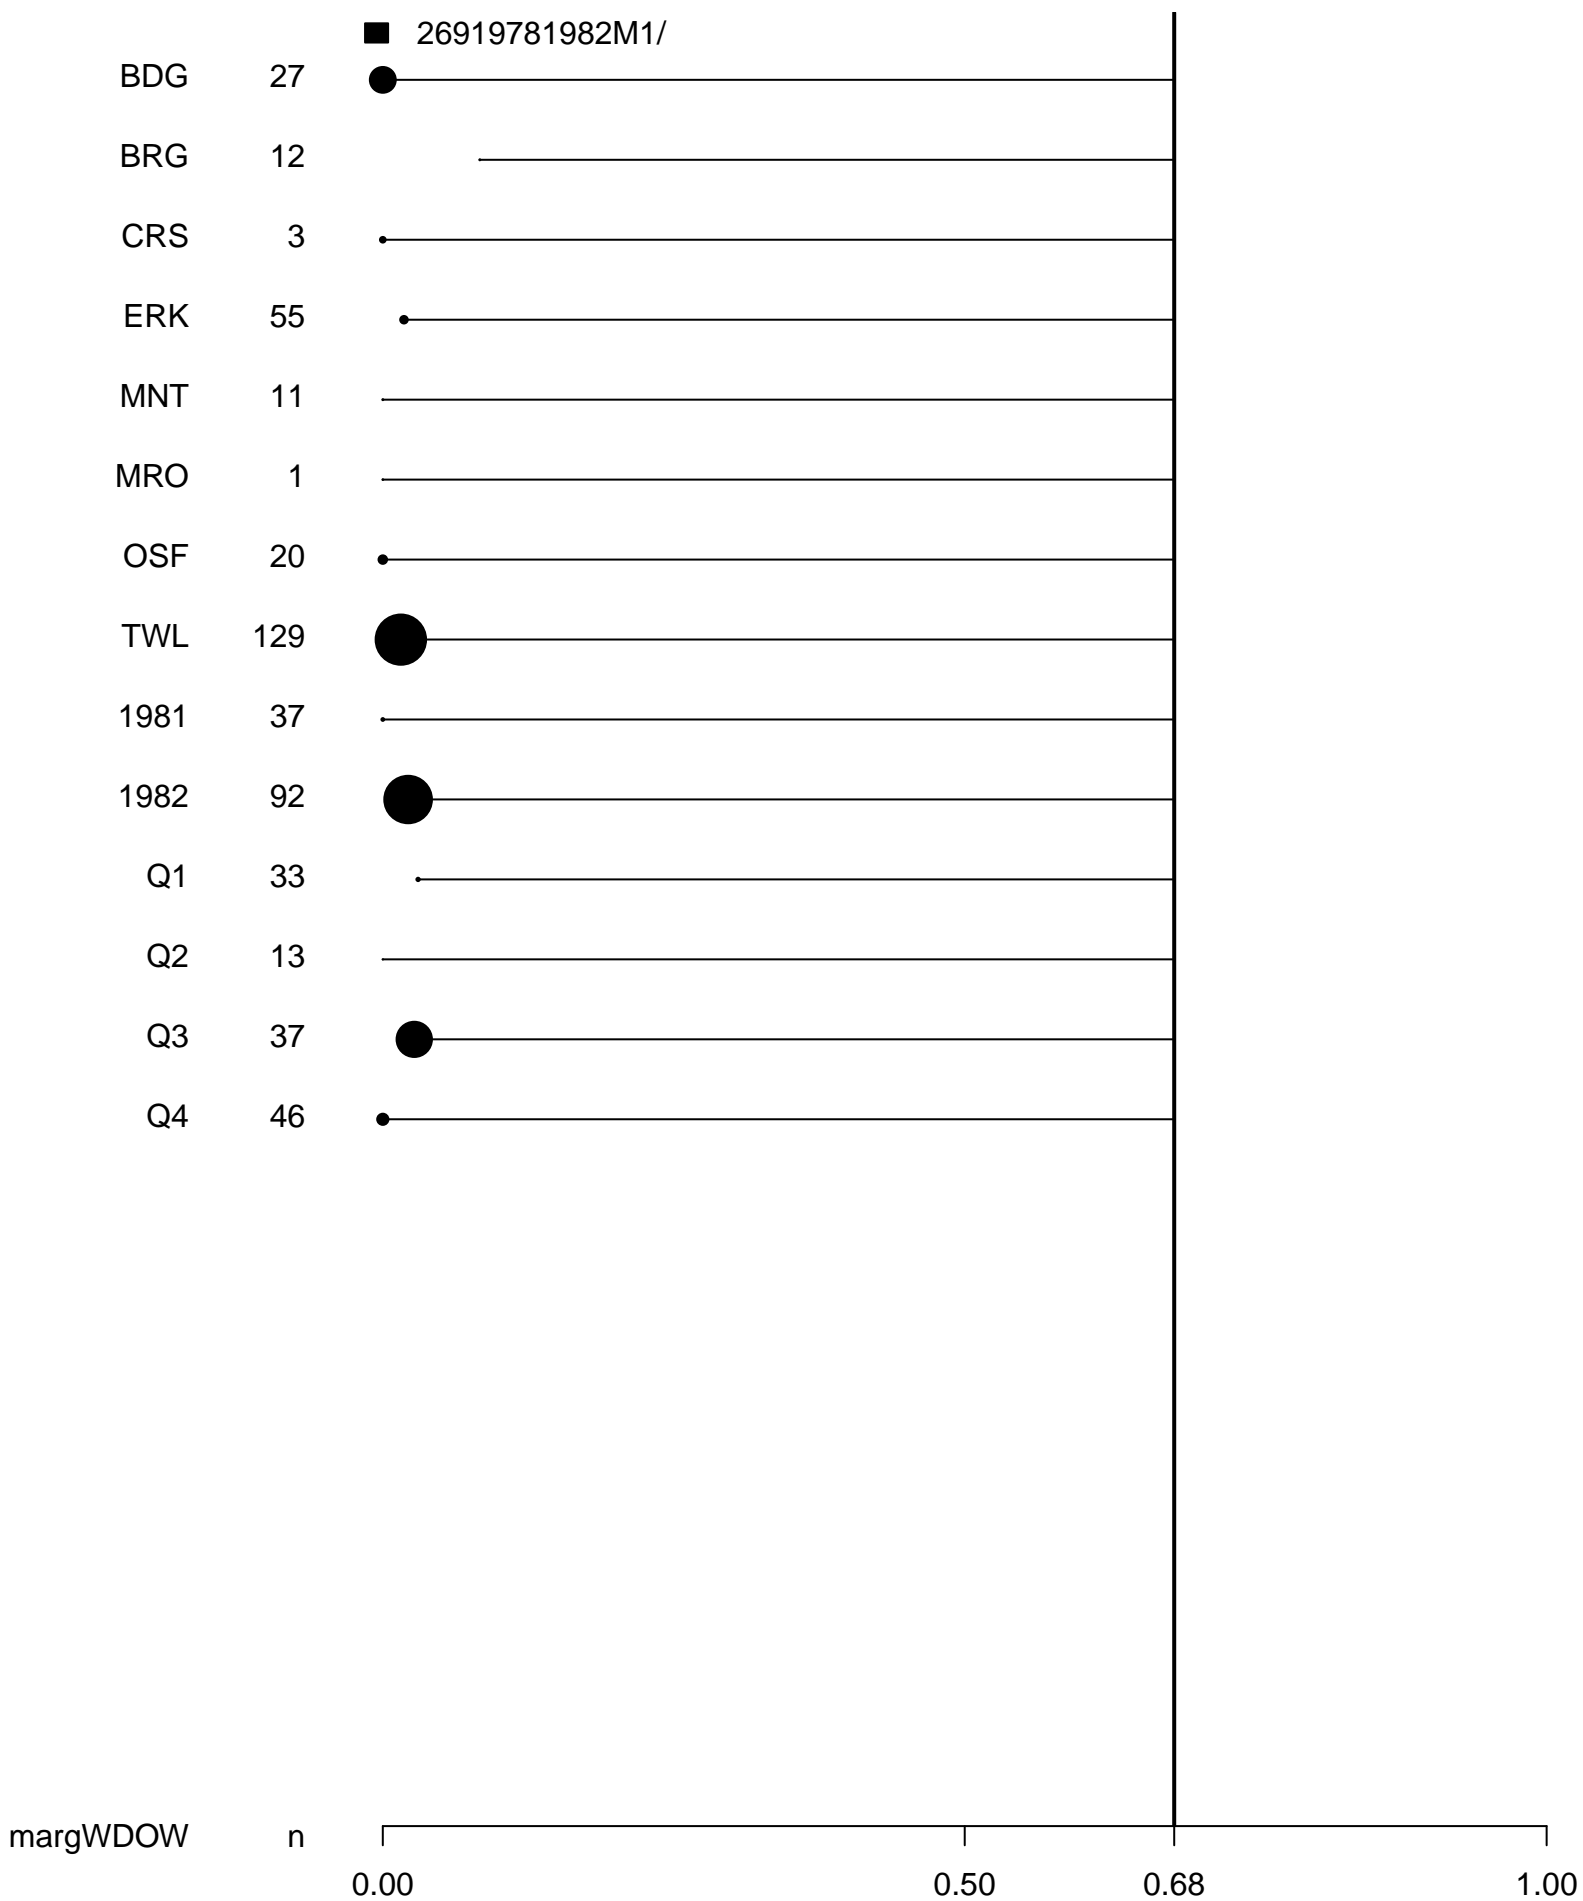 26919781982M1/
BDG 27
BRG 12
CRS 3
ERK 55
MNT 11
MRO 1
OSF 20
TWL 129
1981 37
1982 92
Q1 33
Q2 13
Q3 37
Q4 46
margWDOW n
0.00 0.50 0.68 1.00